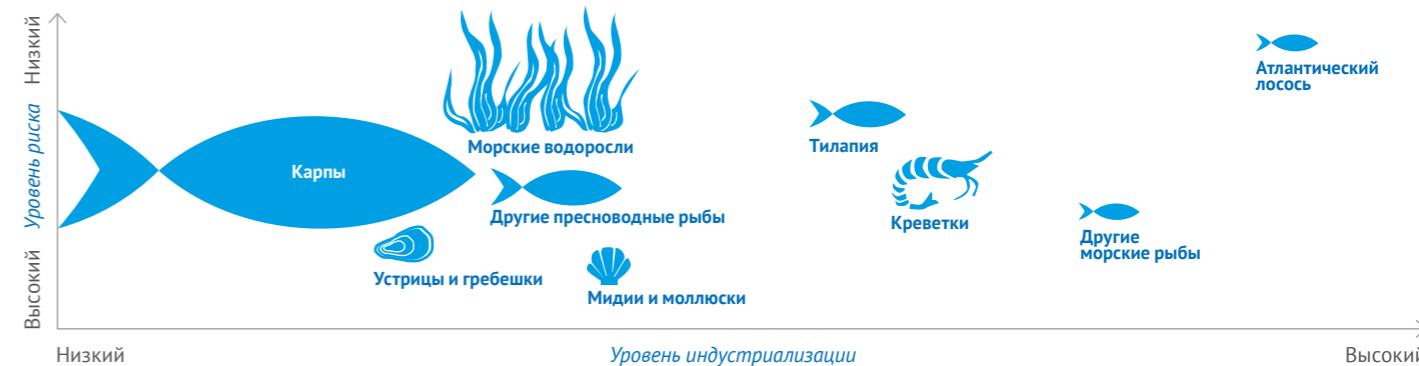 Низкий
Уровень риска
Высокий
Атлантический
лосось
Морские водоросли
Тилапия
Карпы
Другие пресноводные рыбы
Креветки
Другие
морские рыбы
Устрицы и гребешки
Мидии и моллюски
Низкий
Уровень индустриализации
Высокий